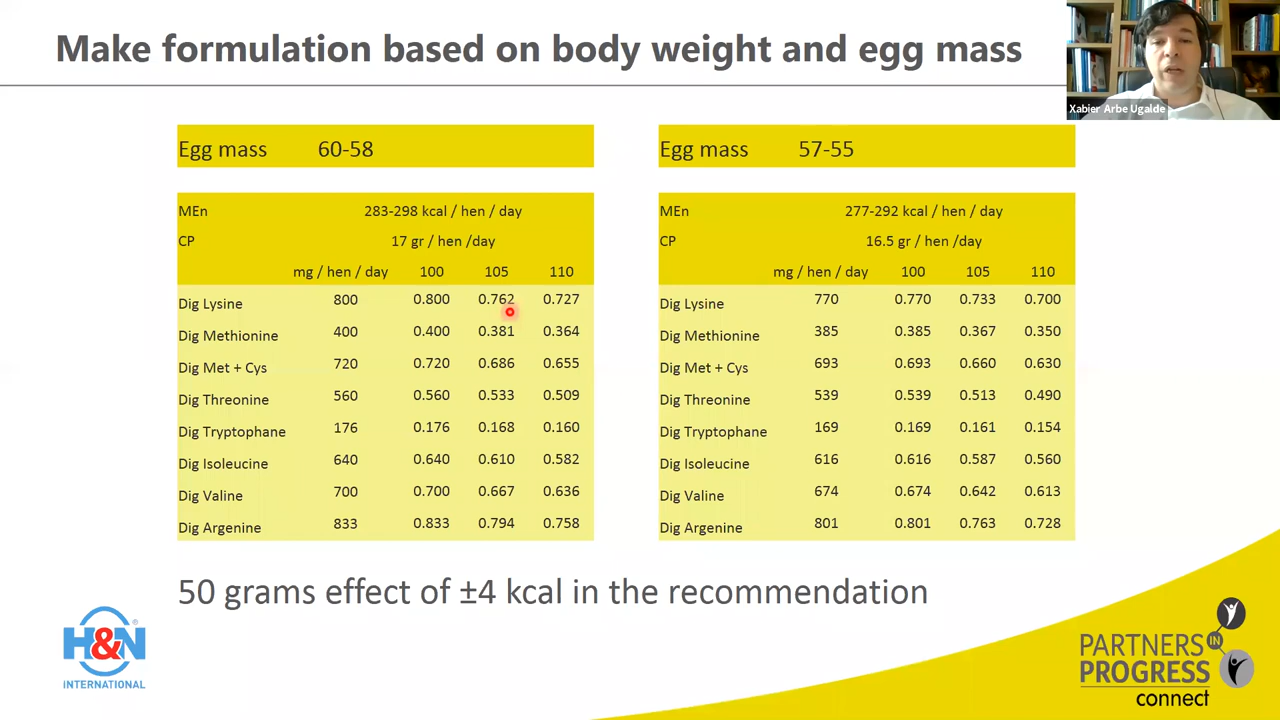 Make formulation based on body weight and egg mass
Xabier Arbe Ugalde
Egg mass 60-58
MEn 283-298 kcal / hen / day
CP 17 gr / hen /day
mg / hen / day 100 105 110
Dig Lysine 800 0.800 0.762 0.727
Dig Methionine 400 0.400 0.381 0.364
Dig Met + Cys 720 0.720 0.686 0.655
Dig Threonine 560 0.560 0.533 0.509
Dig Tryptophane 176 0.176 0.168 0.160
Dig Isoleucine 640 0.640 0.610 0.582
Dig Valine 700 0.700 0.667 0.636
Dig Argenine 833 0.833 0.794 0.758
Egg mass 57-55
MEn 277-292 kcal / hen / day
CP 16.5 gr / hen /day
mg / hen / day 100 105 110
Dig Lysine 770 0.770 0.733 0.700
Dig Methionine 385 0.385 0.367 0.350
Dig Met + Cys 693 0.693 0.660 0.630
Dig Threonine 539 0.539 0.513 0.490
Dig Tryptophane 169 0.169 0.161 0.154
Dig Isoleucine 616 0.616 0.587 0.560
Dig Valine 674 0.674 0.642 0.613
Dig Argenine 801 0.801 0.763 0.728
50 grams effect of ±4 kcal in the recommendation
H&N
®
INTERNATIONAL
PARTNERS IN
PROGRESS
connect